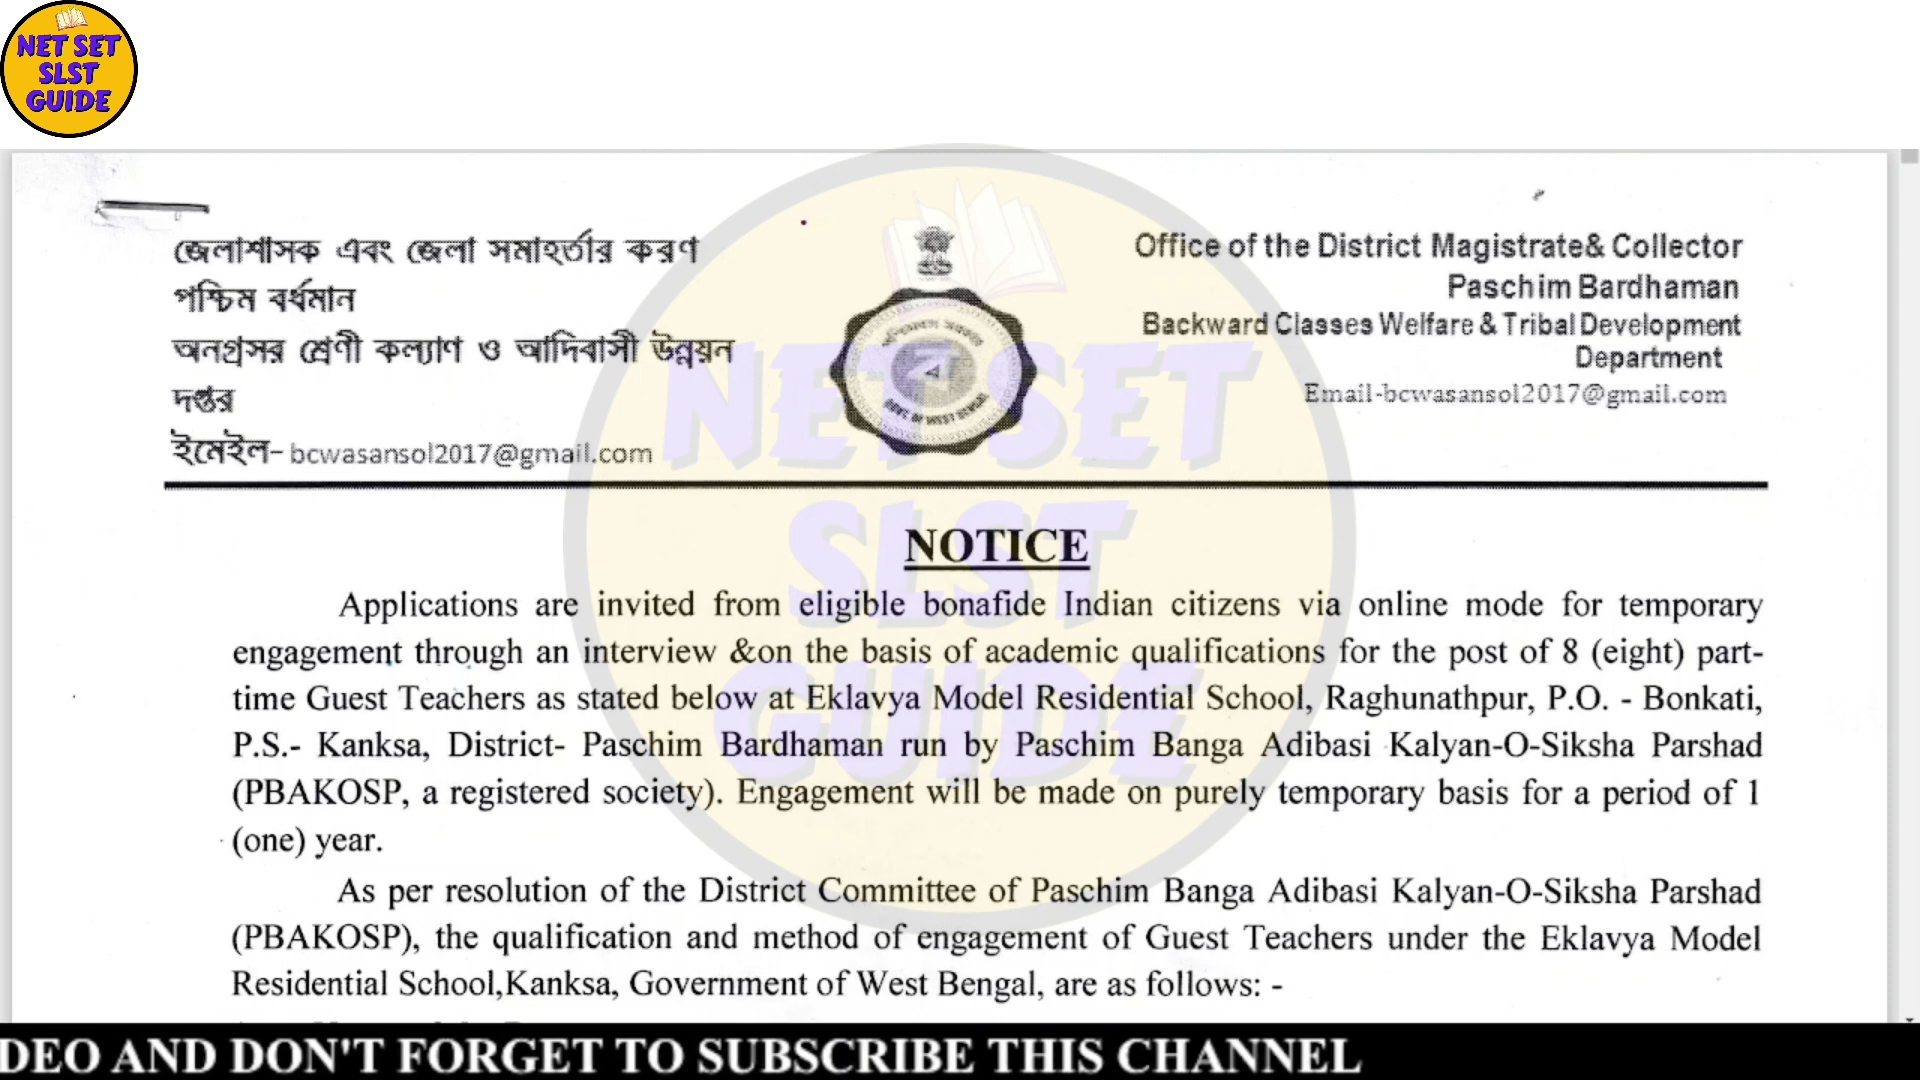 NET SET
SLST
GUIDE
জেলাশাসক এবং জেলা সমাহর্তার করণ
পশ্চিম বর্ধমান
অনগ্রসর শ্রেণী কল্যাণ ও আদিবাসী উন্নয়ন
দপ্তর
ইমেইল- bcwasansol2017@gmail.com
GOVT. OF WEST BENGAL
Office of the District Magistrate& Collector
Paschim Bardhaman
Backward Classes Welfare & Tribal Development
Department
Email-bcwasansol2017@gmail.com
NET SET
SLST
GUIDE
NOTICE
Applications are invited from eligible bonafide Indian citizens via online mode for temporary
engagement through an interview &on the basis of academic qualifications for the post of 8 (eight) part-
time Guest Teachers as stated below at Eklavya Model Residential School, Raghunathpur, P.O. - Bonkati,
P.S.- Kanksa, District- Paschim Bardhaman run by Paschim Banga Adibasi Kalyan-O-Siksha Parshad
(PBAKOSP, a registered society). Engagement will be made on purely temporary basis for a period of 1
(one) year.
As per resolution of the District Committee of Paschim Banga Adibasi Kalyan-O-Siksha Parshad
(PBAKOSP), the qualification and method of engagement of Guest Teachers under the Eklavya Model
Residential School,Kanksa, Government of West Bengal, are as follows: -
DEO AND DON'T FORGET TO SUBSCRIBE THIS CHANNEL